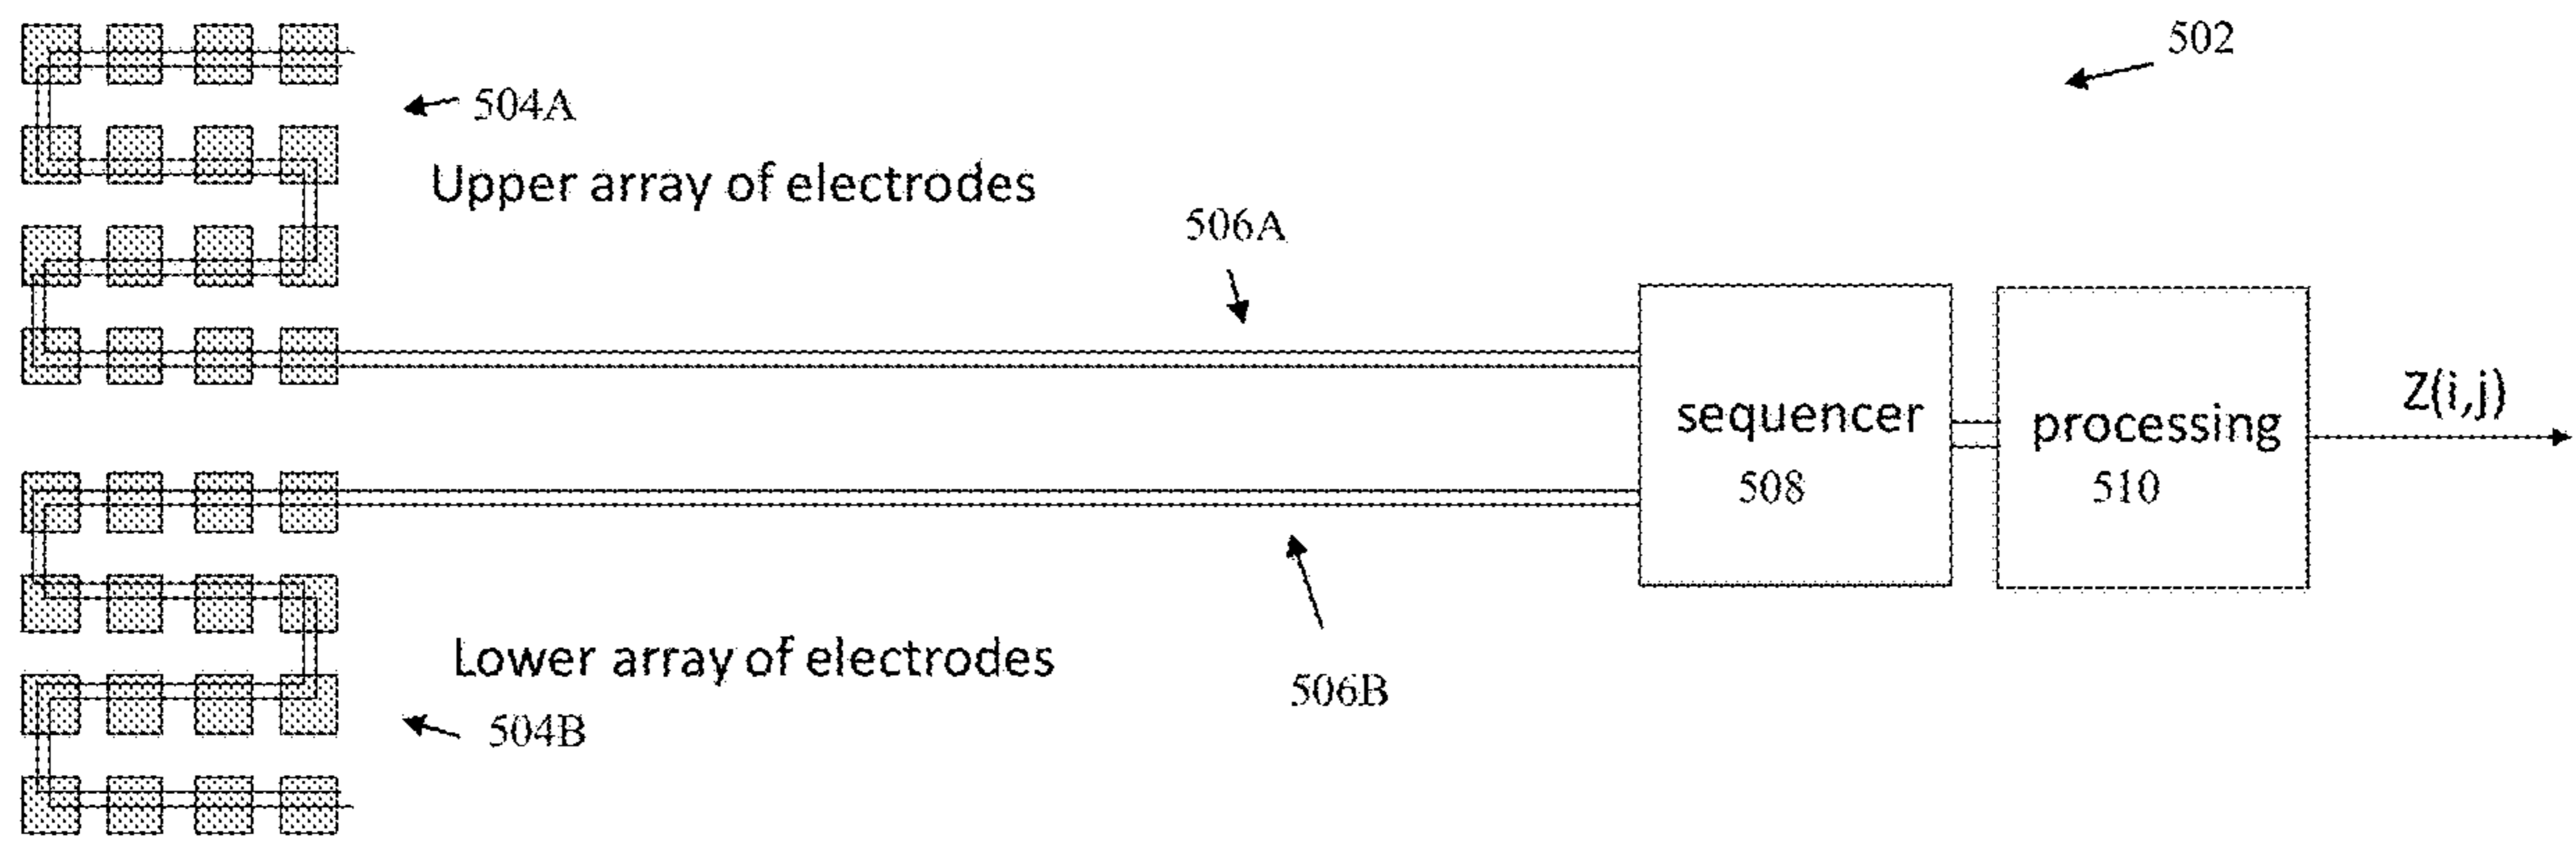 502
504A
Upper array of electrodes
506A
Z(i,j)
sequencer
508
processing
510
Lower array of electrodes
506B
504B